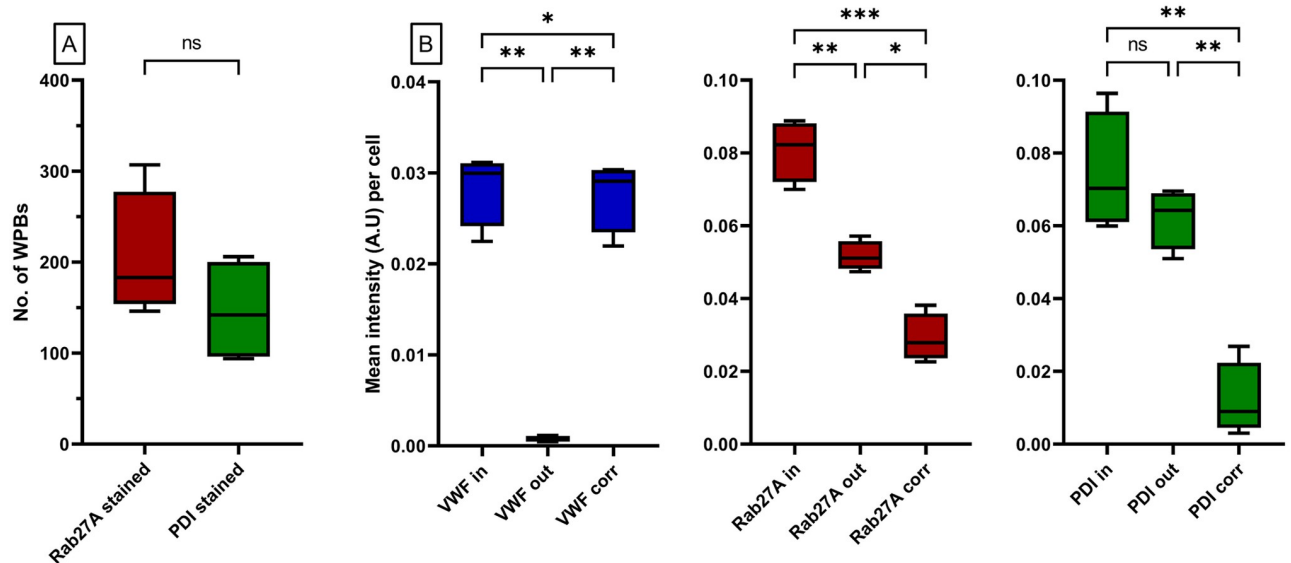 A
ns
No. of WPBs
400
300
200
100
0
Rab27A stained
PDI stained
B
*
** **
Mean intensity (A.U) per cell
0.04
0.03
0.02
0.01
0.00
VWF in
VWF out
VWF corr
***
** *
0.10
0.08
0.06
0.04
0.02
0.00
Rab27A in
Rab27A out
Rab27A corr
**
ns **
0.10
0.08
0.06
0.04
0.02
0.00
PDI in
PDI out
PDI corr